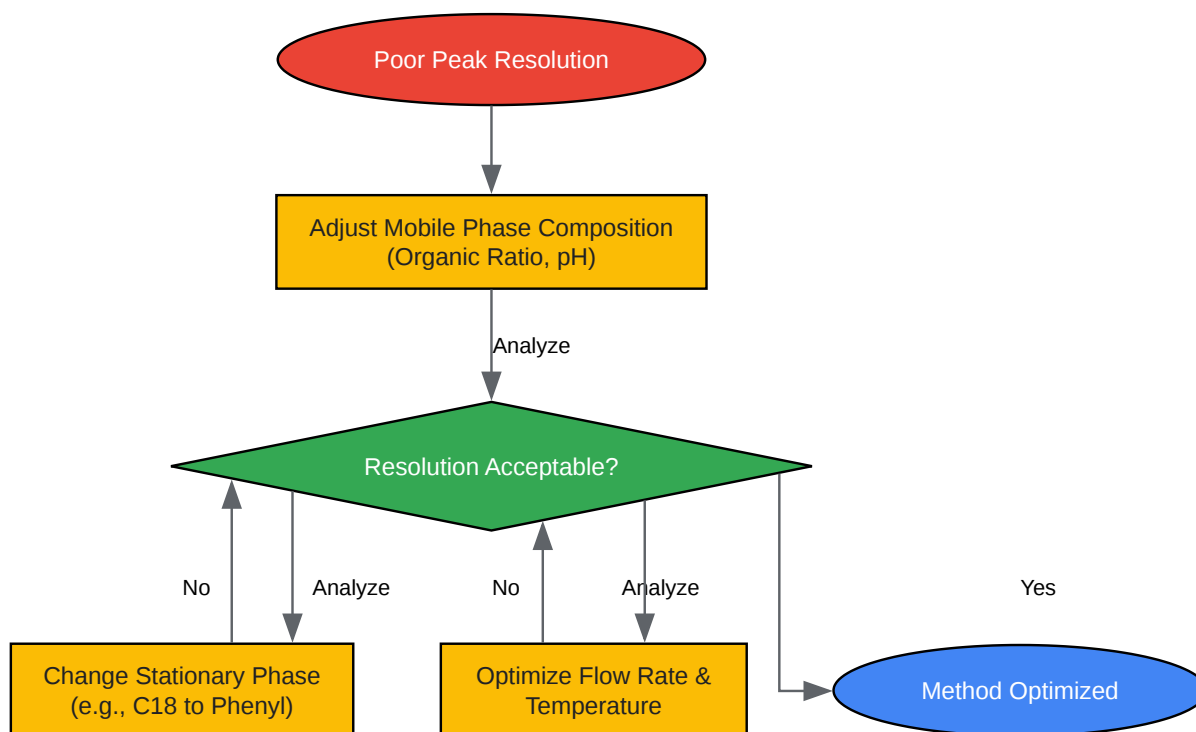 Poor Peak Resolution
Adjust Mobile Phase Composition
(Organic Ratio, pH)
Analyze
Resolution Acceptable?
No
Analyze
No
Analyze
Yes
Change Stationary Phase
(e.g., C18 to Phenyl)
Optimize Flow Rate &
Temperature
Method Optimized